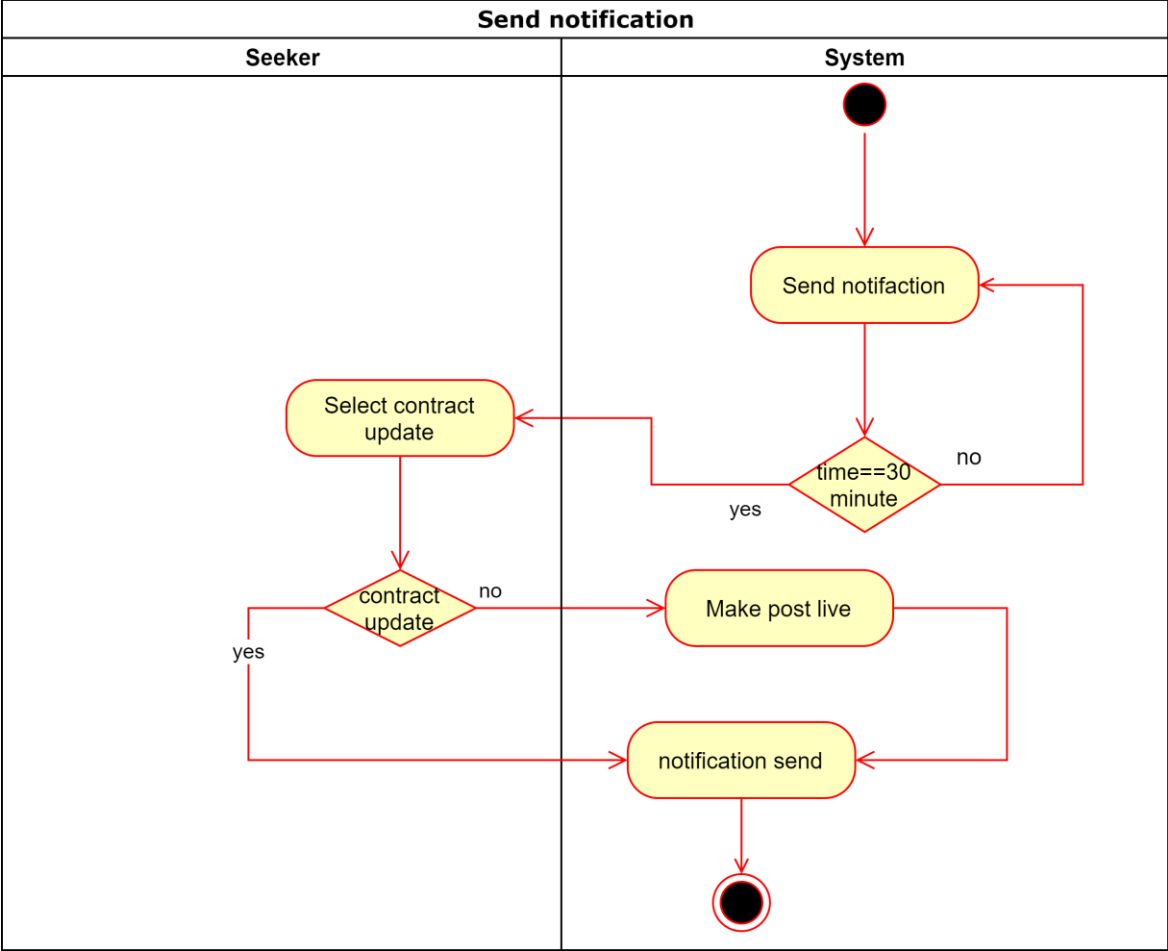 Send notification
Seeker
System
Send notifaction
Select contract
update
time==30
minute
no
yes
contract
update
no
Make post live
yes
notification send